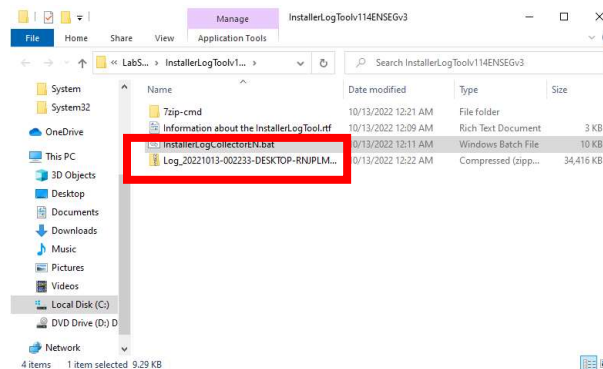 Manage InstallerLogToolv114ENSEGv3
File Home Share View Application Tools
« LabS... › InstallerLogToolv1... › Search InstallerLogToolv114ENSEGv3
Name Date modified Type Size
System
System32
OneDrive
This PC
3D Objects
Desktop
Documents
Downloads
Music
Pictures
Videos
Local Disk (C:)
DVD Drive (D:) D
Network
7zip-cmd 10/13/2022 12:21 AM File folder
Information about the InstallerLogTool.rtf 10/13/2022 12:09 AM Rich Text Document 3 KB
InstallerLogCollectorEN.bat 10/13/2022 12:11 AM Windows Batch File 10 KB
Log_20221013-002233-DESKTOP-RNJPLM... 10/13/2022 12:22 AM Compressed (zipp... 34,416 KB
4 items 1 item selected 9.29 KB